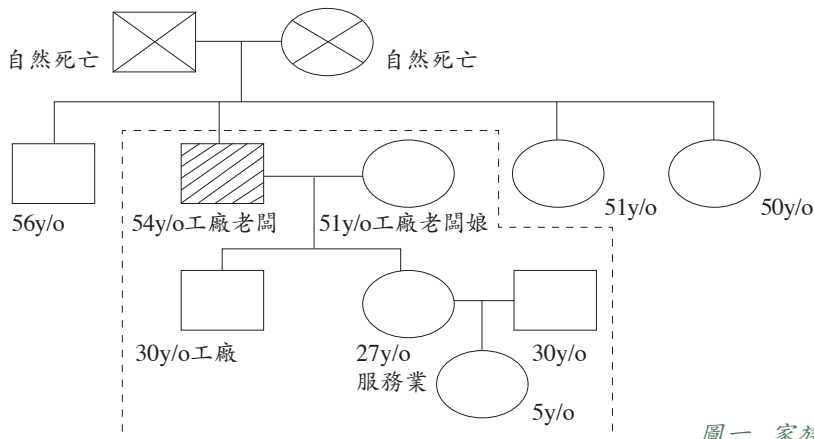 自然死亡
自然死亡
56y/o
54y/o工廠老闆
51y/o工廠老闆娘
51y/o
50y/o
30y/o工廠
27y/o
服務業
30y/o
5y/o
圖一 家族